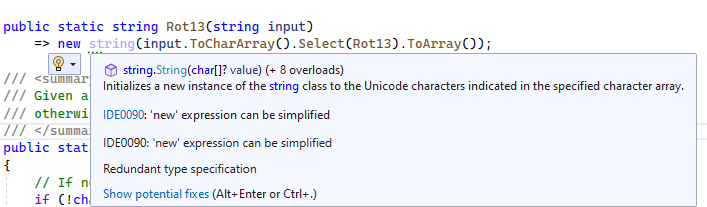 public static string Rot13(string input)
=> new string(input.ToCharArray().Select(Rot13).ToArray());
/// <summar
string.String(char[]? value) (+ 8 overloads)
Initializes a new instance of the string class to the Unicode characters indicated in the specified character array.
/// Given a
IDE0090: 'new' expression can be simplified
/// otherwis
/// </summar
IDE0090: 'new' expression can be simplified
public stat
{
Redundant type specification
// If n
if (!cha
Show potential fixes (Alt+Enter or Ctrl+.)